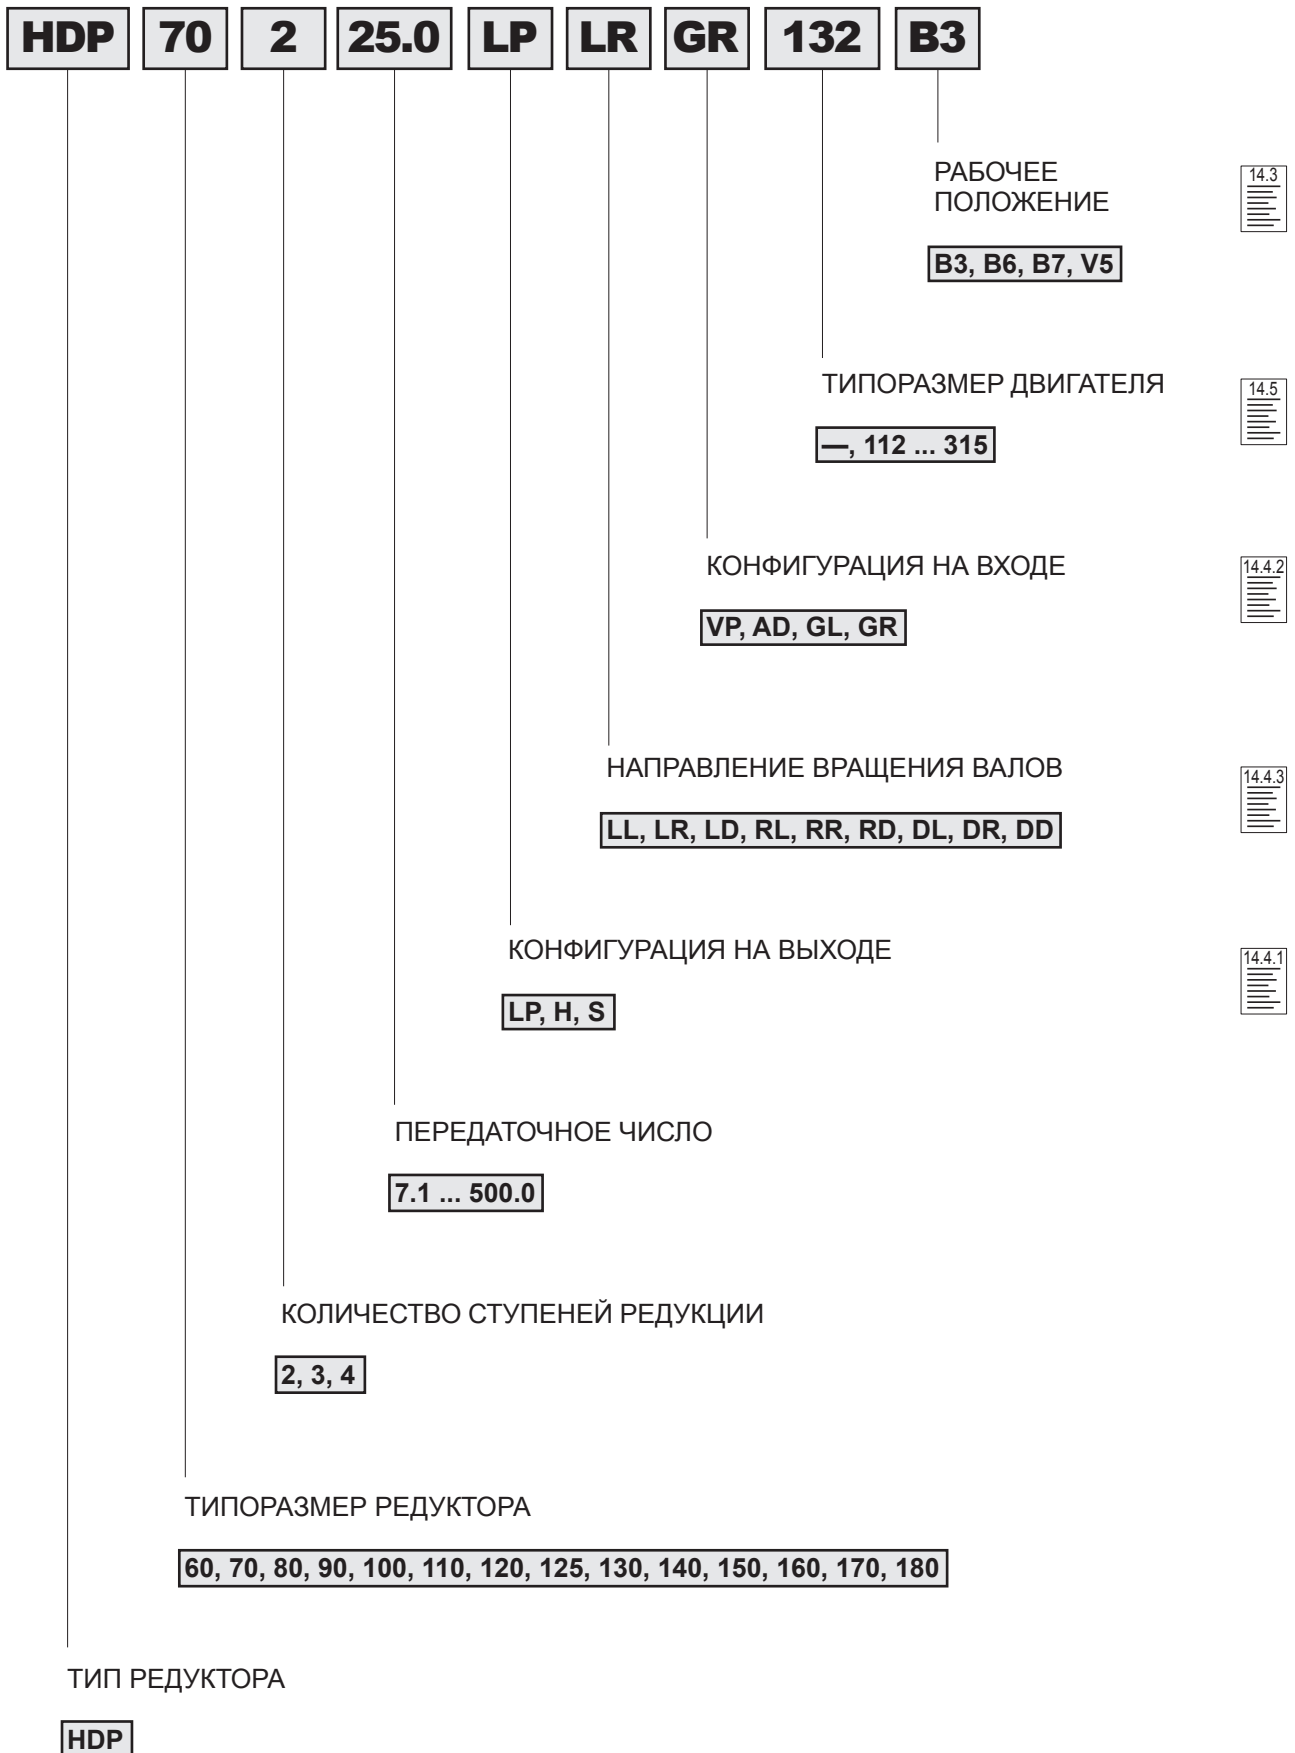 HDP 70 2 25.0 LP LR GR 132 B3
РАБОЧЕЕ
ПОЛОЖЕНИЕ
14.3
B3, B6, B7, V5
ТИПОРАЗМЕР ДВИГАТЕЛЯ
14.5
—, 112 ... 315
КОНФИГУРАЦИЯ НА ВХОДЕ
14.4.2
VP, AD, GL, GR
НАПРАВЛЕНИЕ ВРАЩЕНИЯ ВАЛОВ
14.4.3
LL, LR, LD, RL, RR, RD, DL, DR, DD
КОНФИГУРАЦИЯ НА ВЫХОДЕ
14.4.1
LP, H, S
ПЕРЕДАТОЧНОЕ ЧИСЛО
7.1 ... 500.0
КОЛИЧЕСТВО СТУПЕНЕЙ РЕДУКЦИИ
2, 3, 4
ТИПОРАЗМЕР РЕДУКТОРА
60, 70, 80, 90, 100, 110, 120, 125, 130, 140, 150, 160, 170, 180
ТИП РЕДУКТОРА
HDP